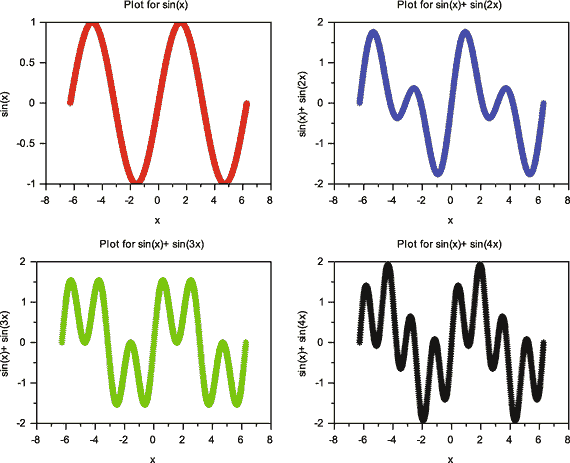 Plot for sin(x)
1
0.5
0
-0.5
-1
sin(x)
-8 -6 -4 -2 0 2 4 6 8
x
Plot for sin(x)+ sin(2x)
2
1
0
-1
-2
sin(x)+ sin(2x)
-8 -6 -4 -2 0 2 4 6 8
x
Plot for sin(x)+ sin(3x)
2
1
0
-1
-2
sin(x)+ sin(3x)
-8 -6 -4 -2 0 2 4 6 8
x
Plot for sin(x)+ sin(4x)
2
1
0
-1
-2
sin(x)+ sin(4x)
-8 -6 -4 -2 0 2 4 6 8
x